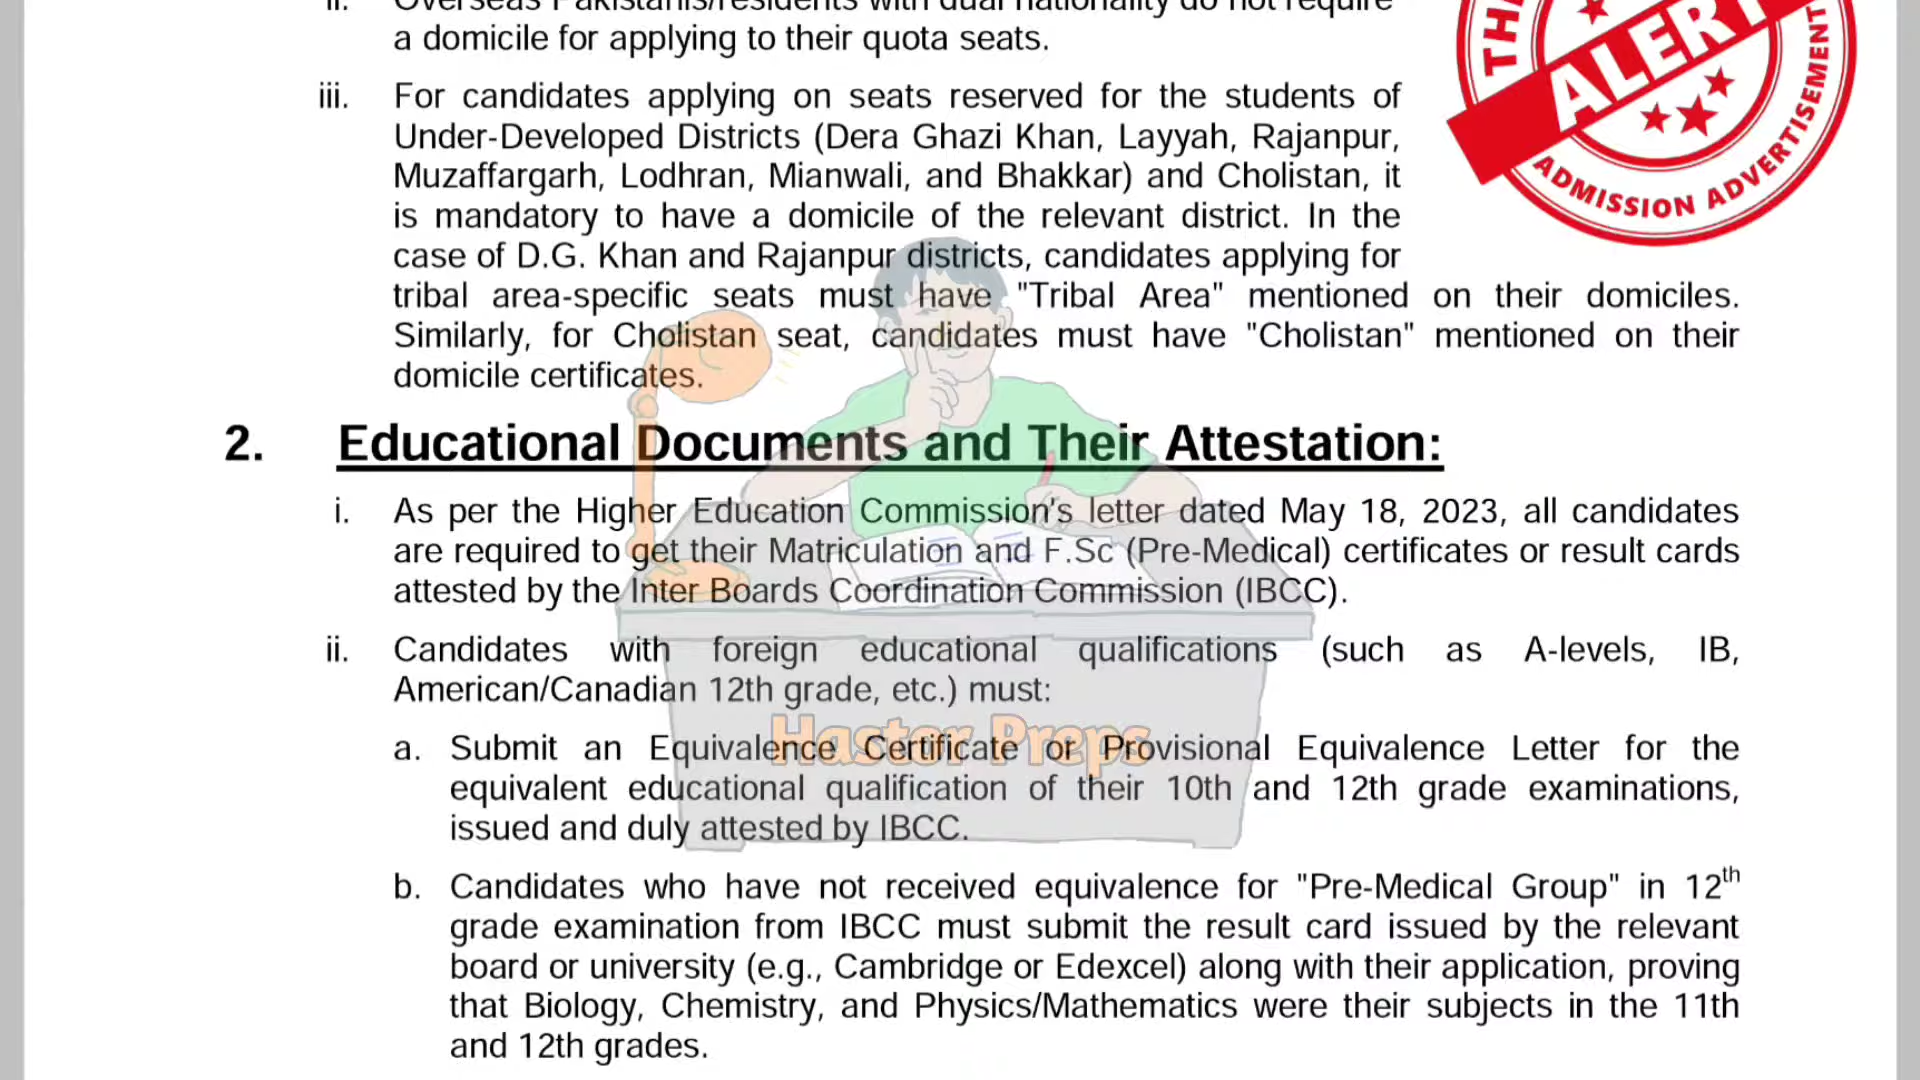 ii. Overseas Pakistanis/residents with dual nationality do not require
a domicile for applying to their quota seats.
iii. For candidates applying on seats reserved for the students of
Under-Developed Districts (Dera Ghazi Khan, Layyah, Rajanpur,
Muzaffargarh, Lodhran, Mianwali, and Bhakkar) and Cholistan, it
is mandatory to have a domicile of the relevant district. In the
case of D.G. Khan and Rajanpur districts, candidates applying for
tribal area-specific seats must have "Tribal Area" mentioned on their domiciles.
Similarly, for Cholistan seat, candidates must have "Cholistan" mentioned on their
domicile certificates.
THE
ALERT
ADMISSION ADVERTISEMENT
2. Educational Documents and Their Attestation:
i. As per the Higher Education Commission's letter dated May 18, 2023, all candidates
are required to get their Matriculation and F.Sc (Pre-Medical) certificates or result cards
attested by the Inter Boards Coordination Commission (IBCC).
ii. Candidates with foreign educational qualifications (such as A-levels, IB,
American/Canadian 12th grade, etc.) must:
a. Submit an Equivalence Certificate or Provisional Equivalence Letter for the
equivalent educational qualification of their 10th and 12th grade examinations,
issued and duly attested by IBCC.
Hastor Preps
b. Candidates who have not received equivalence for "Pre-Medical Group" in 12th
grade examination from IBCC must submit the result card issued by the relevant
board or university (e.g., Cambridge or Edexcel) along with their application, proving
that Biology, Chemistry, and Physics/Mathematics were their subjects in the 11th
and 12th grades.